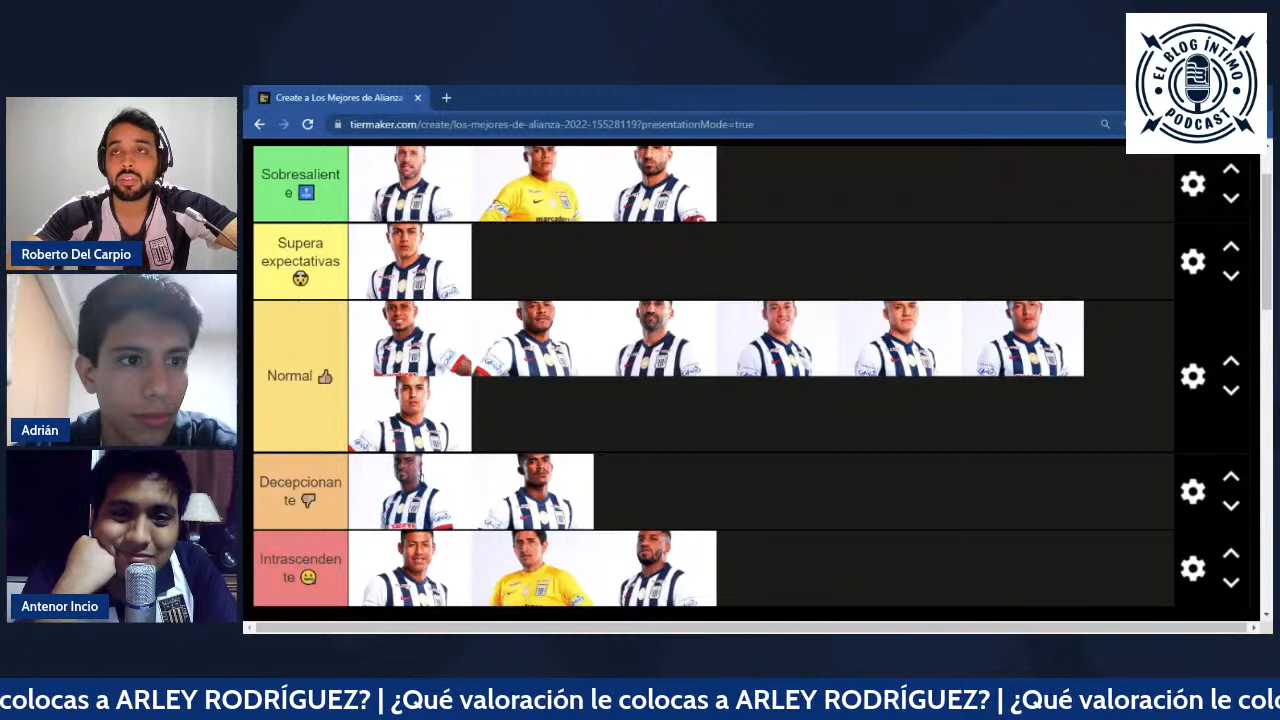 EL BLOG ÍNTIMO
PODCAST
Create a Los Mejores de Alianza
tiermaker.com/create/los-mejores-de-alianza-2022-15528119?presentationMode=true
Sobresalient
e
Supera
expectativas
Normal
Decepcionan
te
Intrascenden
te
Roberto Del Carpio
Adrián
Antenor Incio
colocas a ARLEY RODRÍGUEZ? | ¿Qué valoración le colocas a ARLEY RODRÍGUEZ? | ¿Qué valoración le colo